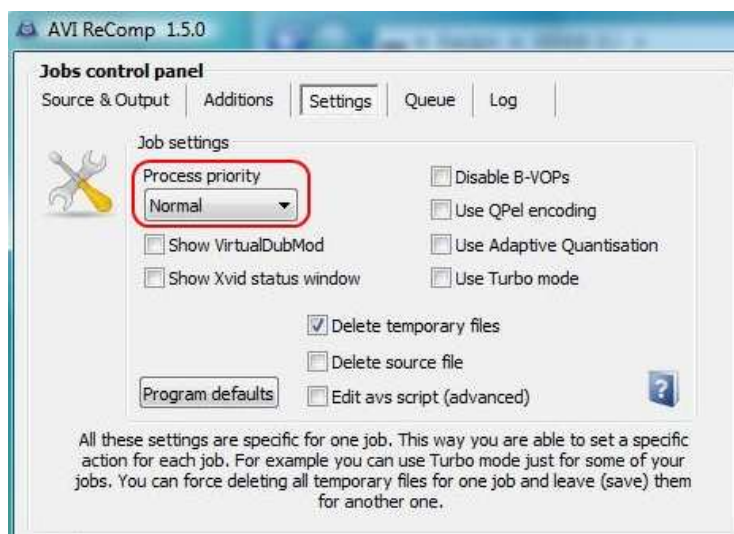 AVI ReComp 1.5.0
Jobs control panel
Source & Output
Additions
Settings
Queue
Log
Job settings
Process priority
Normal
Show VirtualDubMod
Show Xvid status window
Disable B-VOPs
Use QPel encoding
Use Adaptive Quantisation
Use Turbo mode
Delete temporary files
Delete source file
Program defaults
Edit avs script (advanced)
?
All these settings are specific for one job. This way you are able to set a specific
action for each job. For example you can use Turbo mode just for some of your
jobs. You can force deleting all temporary files for one job and leave (save) them
for another one.